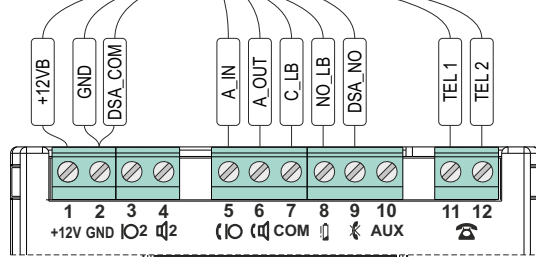 +12VB GND DSA_COM A_IN A_OUT C_LB NO_LB DSA_NO TEL 1 TEL 2
1 2 3 4 5 6 7 8 9 10 11 12
+12V GND 2 2 COM AUX